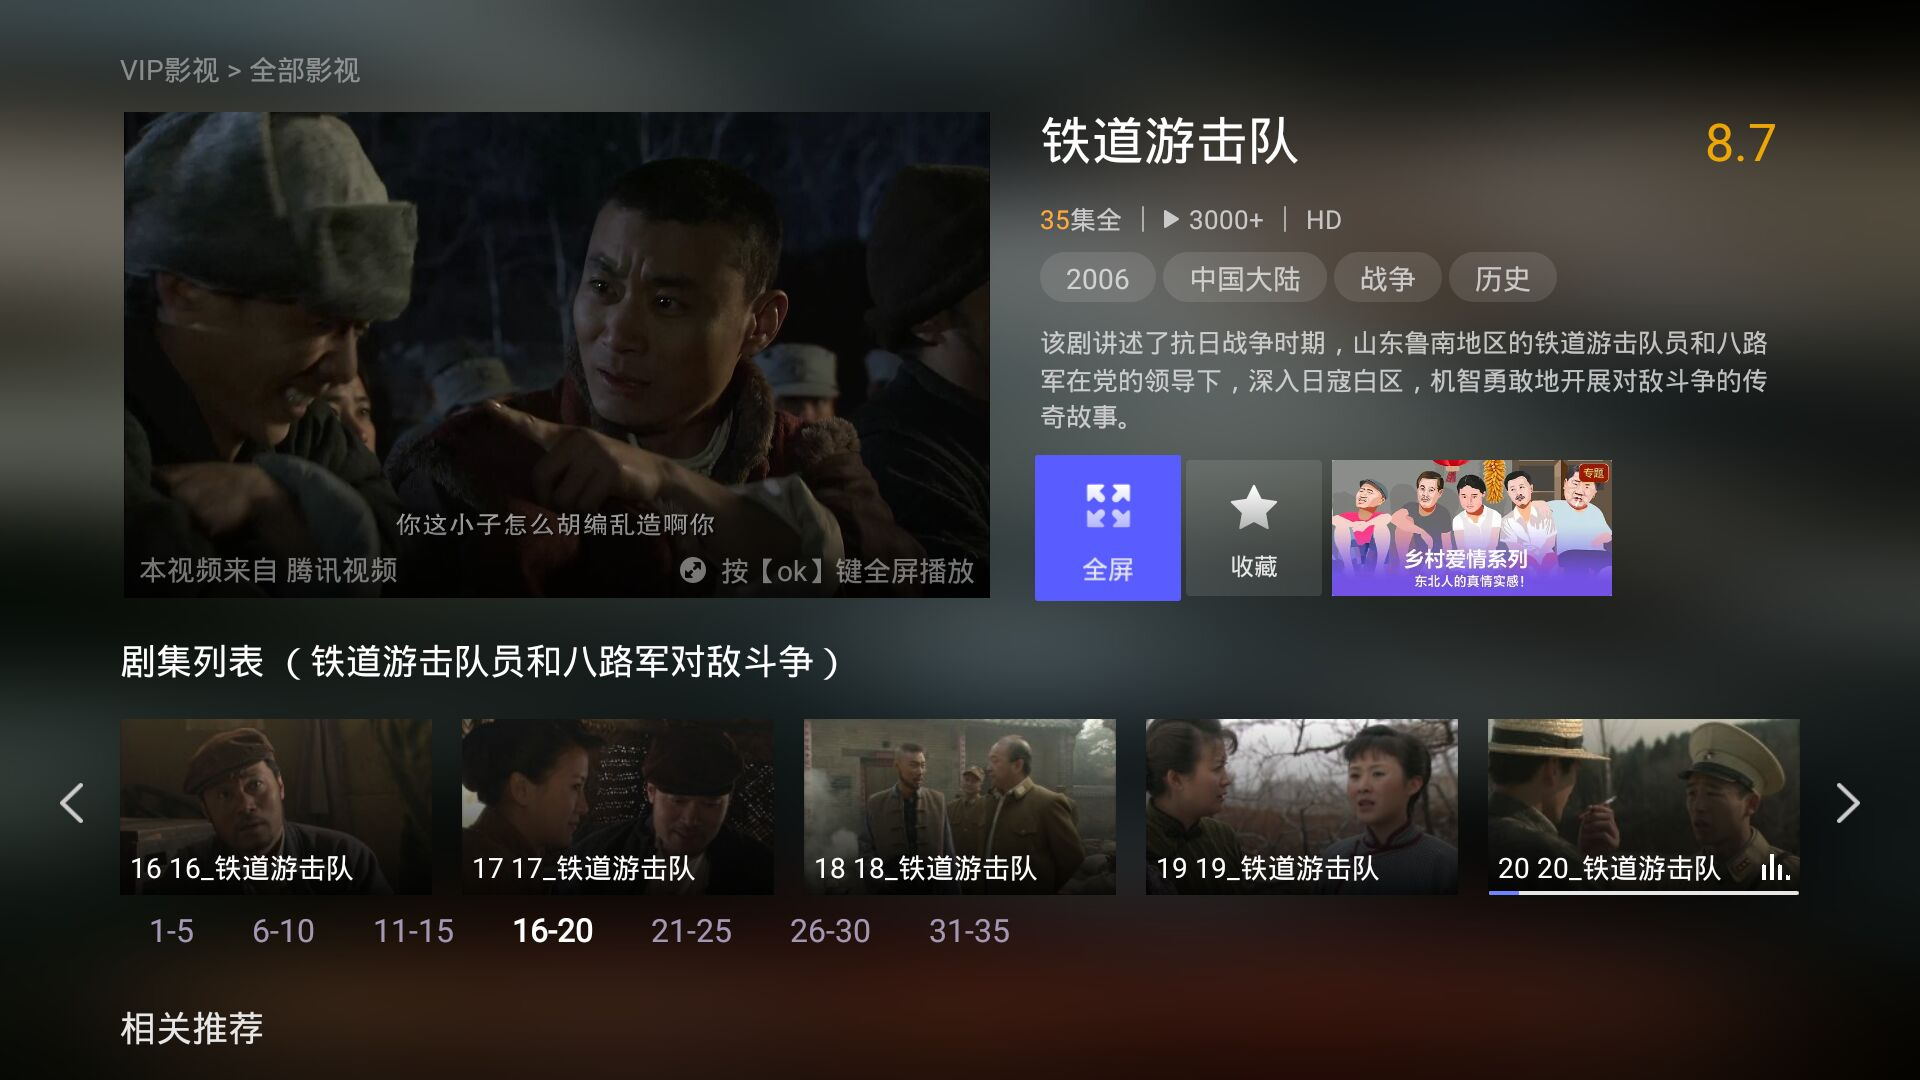 VIP影视 > 全部影视
铁道游击队
8.7
35集全 | 3000+ | HD
2006 中国大陆 战争 历史
该剧讲述了抗日战争时期，山东鲁南地区的铁道游击队员和八路
军在党的领导下，深入日寇白区，机智勇敢地开展对敌斗争的传
奇故事。
你这小子怎么胡编乱造啊你
本视频来自 腾讯视频
按【ok】键全屏播放
全屏
收藏
专题
乡村爱情系列
东北人的真情实感！
剧集列表 （铁道游击队员和八路军对敌斗争）
16 16_铁道游击队
17 17_铁道游击队
18 18_铁道游击队
19 19_铁道游击队
20 20_铁道游击队
1-5 6-10 11-15 16-20 21-25 26-30 31-35
相关推荐